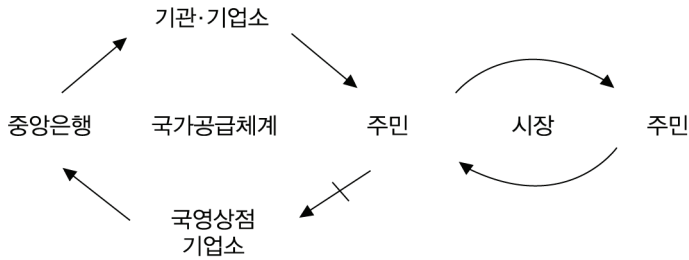 기관·기업소
중앙은행
국가공급체계
주민
시장
주민
국영상점
기업소